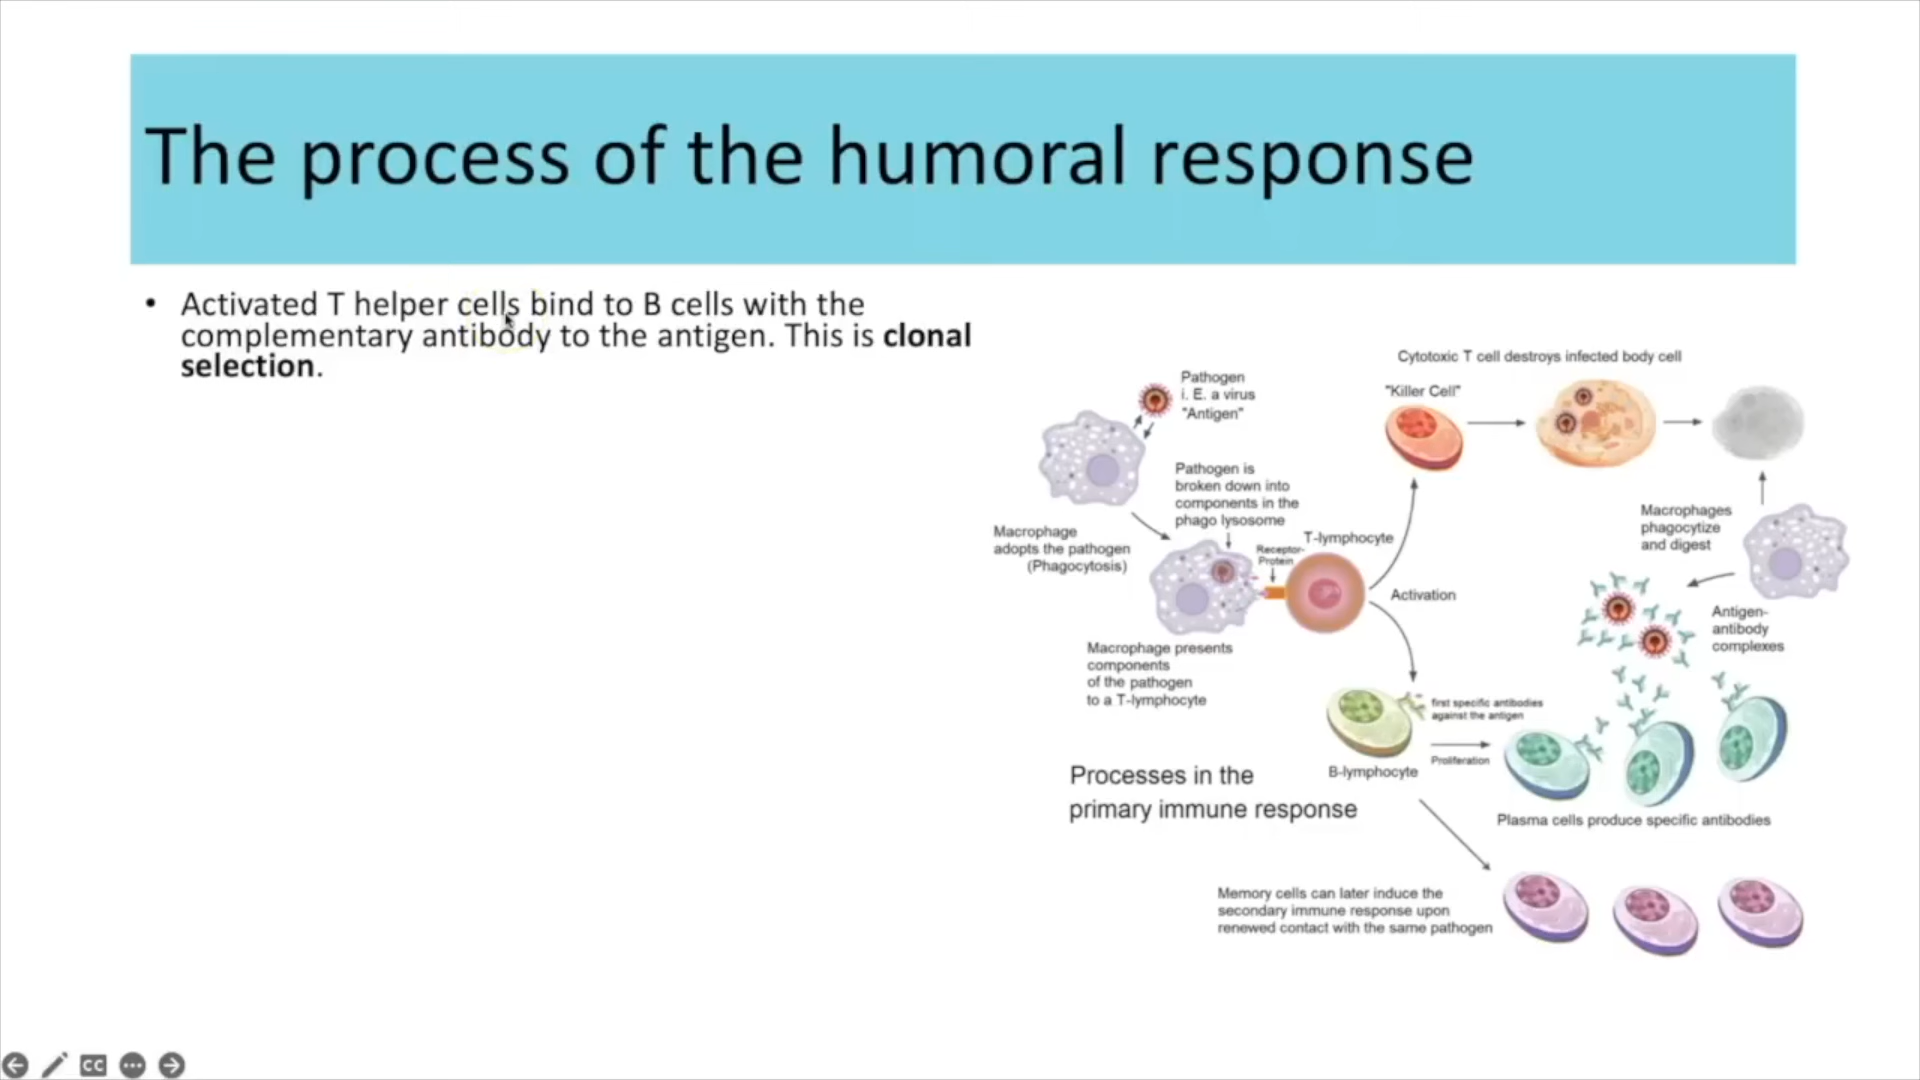 The process of the humoral response
• Activated T helper cells bind to B cells with the
complementary antibody to the antigen. This is clonal
selection.
Cytotoxic T cell destroys infected body cell
"Killer Cell"
Pathogen
i. E. a virus
"Antigen"
Pathogen is
broken down into
components in the
phago lysosome
Macrophage
adopts the pathogen
(Phagocytosis)
Receptor-
Protein
T-lymphocyte
Activation
Macrophages
phagocytize
and digest
Antigen-
antibody
complexes
Macrophage presents
components
of the pathogen
to a T-lymphocyte
first specific antibodies
against the antigen
Proliferation
B-lymphocyte
Plasma cells produce specific antibodies
Processes in the
primary immune response
Memory cells can later induce the
secondary immune response upon
renewed contact with the same pathogen
CC